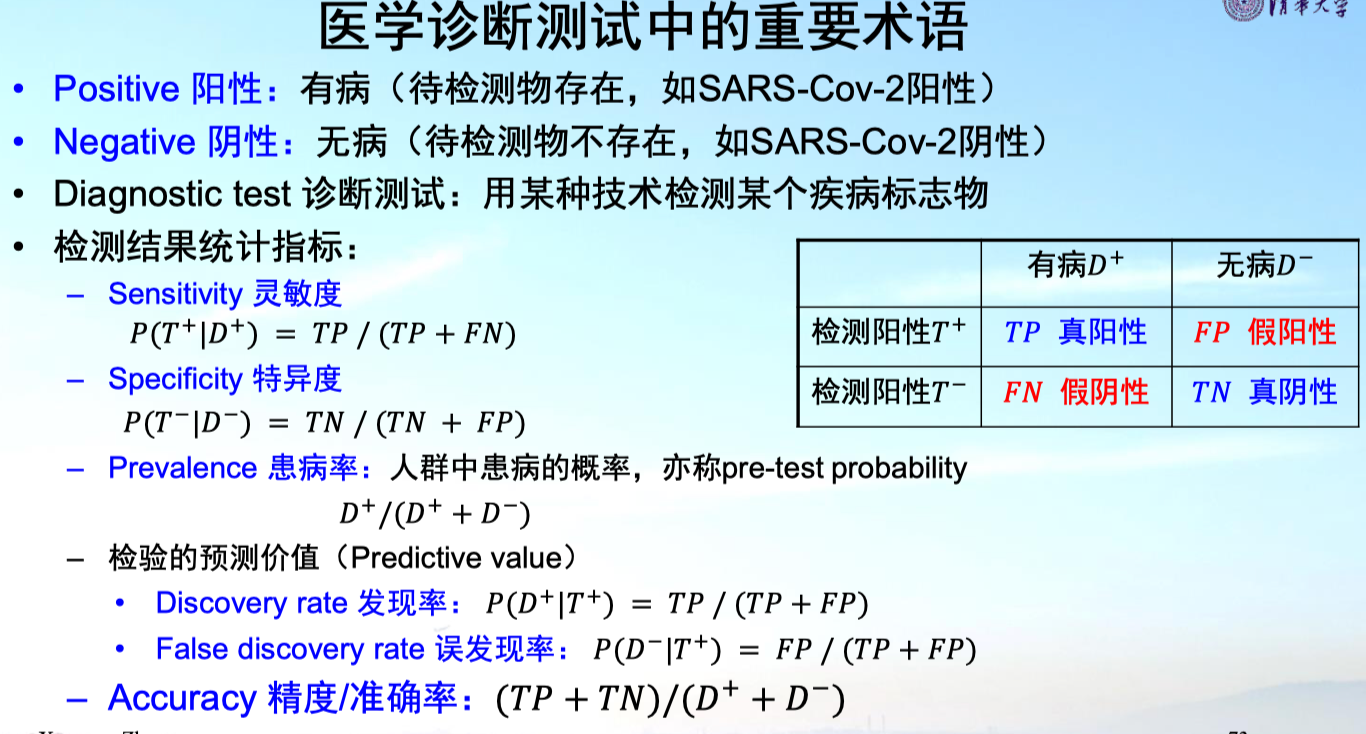 医学诊断测试中的重要术语
清华大学
• Positive 阳性：有病（待检测物存在，如SARS-Cov-2阳性）
• Negative 阴性：无病（待检测物不存在，如SARS-Cov-2阴性）
• Diagnostic test 诊断测试：用某种技术检测某个疾病标志物
• 检测结果统计指标：
– Sensitivity 灵敏度
P(T⁺|D⁺) = TP / (TP + FN)
– Specificity 特异度
P(T⁻|D⁻) = TN / (TN + FP)
有病D⁺ 无病D⁻
检测阳性T⁺ TP 真阳性 FP 假阳性
检测阳性T⁻ FN 假阴性 TN 真阴性
– Prevalence 患病率：人群中患病的概率，亦称pre-test probability
D⁺/(D⁺ + D⁻)
– 检验的预测价值（Predictive value）
• Discovery rate 发现率： P(D⁺|T⁺) = TP / (TP + FP)
• False discovery rate 误发现率： P(D⁻|T⁺) = FP / (TP + FP)
– Accuracy 精度/准确率：(TP + TN)/(D⁺ + D⁻)